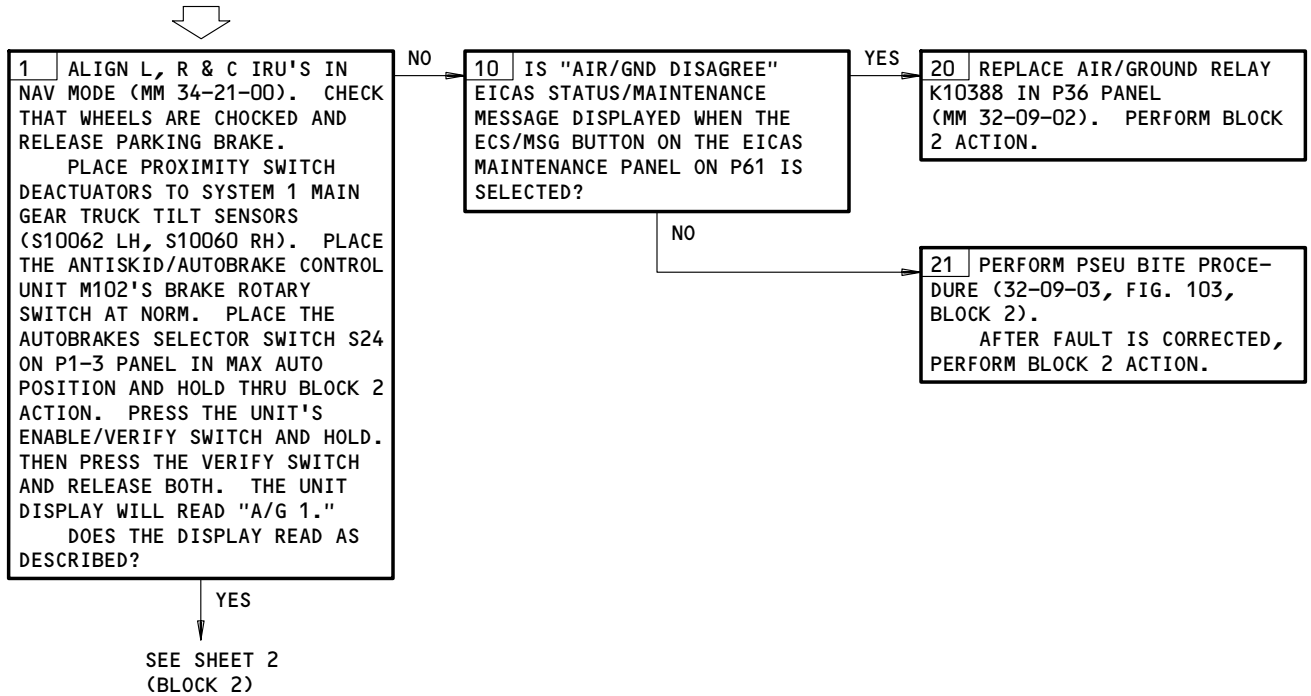 1 ALIGN L, R & C IRU'S IN
NAV MODE (MM 34-21-00). CHECK
THAT WHEELS ARE CHOCKED AND
RELEASE PARKING BRAKE.
PLACE PROXIMITY SWITCH
DEACTUATORS TO SYSTEM 1 MAIN
GEAR TRUCK TILT SENSORS
(S10062 LH, S10060 RH). PLACE
THE ANTISKID/AUTOBRAKE CONTROL
UNIT M102'S BRAKE ROTARY
SWITCH AT NORM. PLACE THE
AUTOBRAKES SELECTOR SWITCH S24
ON P1-3 PANEL IN MAX AUTO
POSITION AND HOLD THRU BLOCK 2
ACTION. PRESS THE UNIT'S
ENABLE/VERIFY SWITCH AND HOLD.
THEN PRESS THE VERIFY SWITCH
AND RELEASE BOTH. THE UNIT
DISPLAY WILL READ "A/G 1."
DOES THE DISPLAY READ AS
DESCRIBED?
YES
SEE SHEET 2
(BLOCK 2)
NO
10 IS "AIR/GND DISAGREE"
EICAS STATUS/MAINTENANCE
MESSAGE DISPLAYED WHEN THE
ECS/MSG BUTTON ON THE EICAS
MAINTENANCE PANEL ON P61 IS
SELECTED?
YES
20 REPLACE AIR/GROUND RELAY
K10388 IN P36 PANEL
(MM 32-09-02). PERFORM BLOCK
2 ACTION.
NO
21 PERFORM PSEU BITE PROCE-
DURE (32-09-03, FIG. 103,
BLOCK 2).
AFTER FAULT IS CORRECTED,
PERFORM BLOCK 2 ACTION.